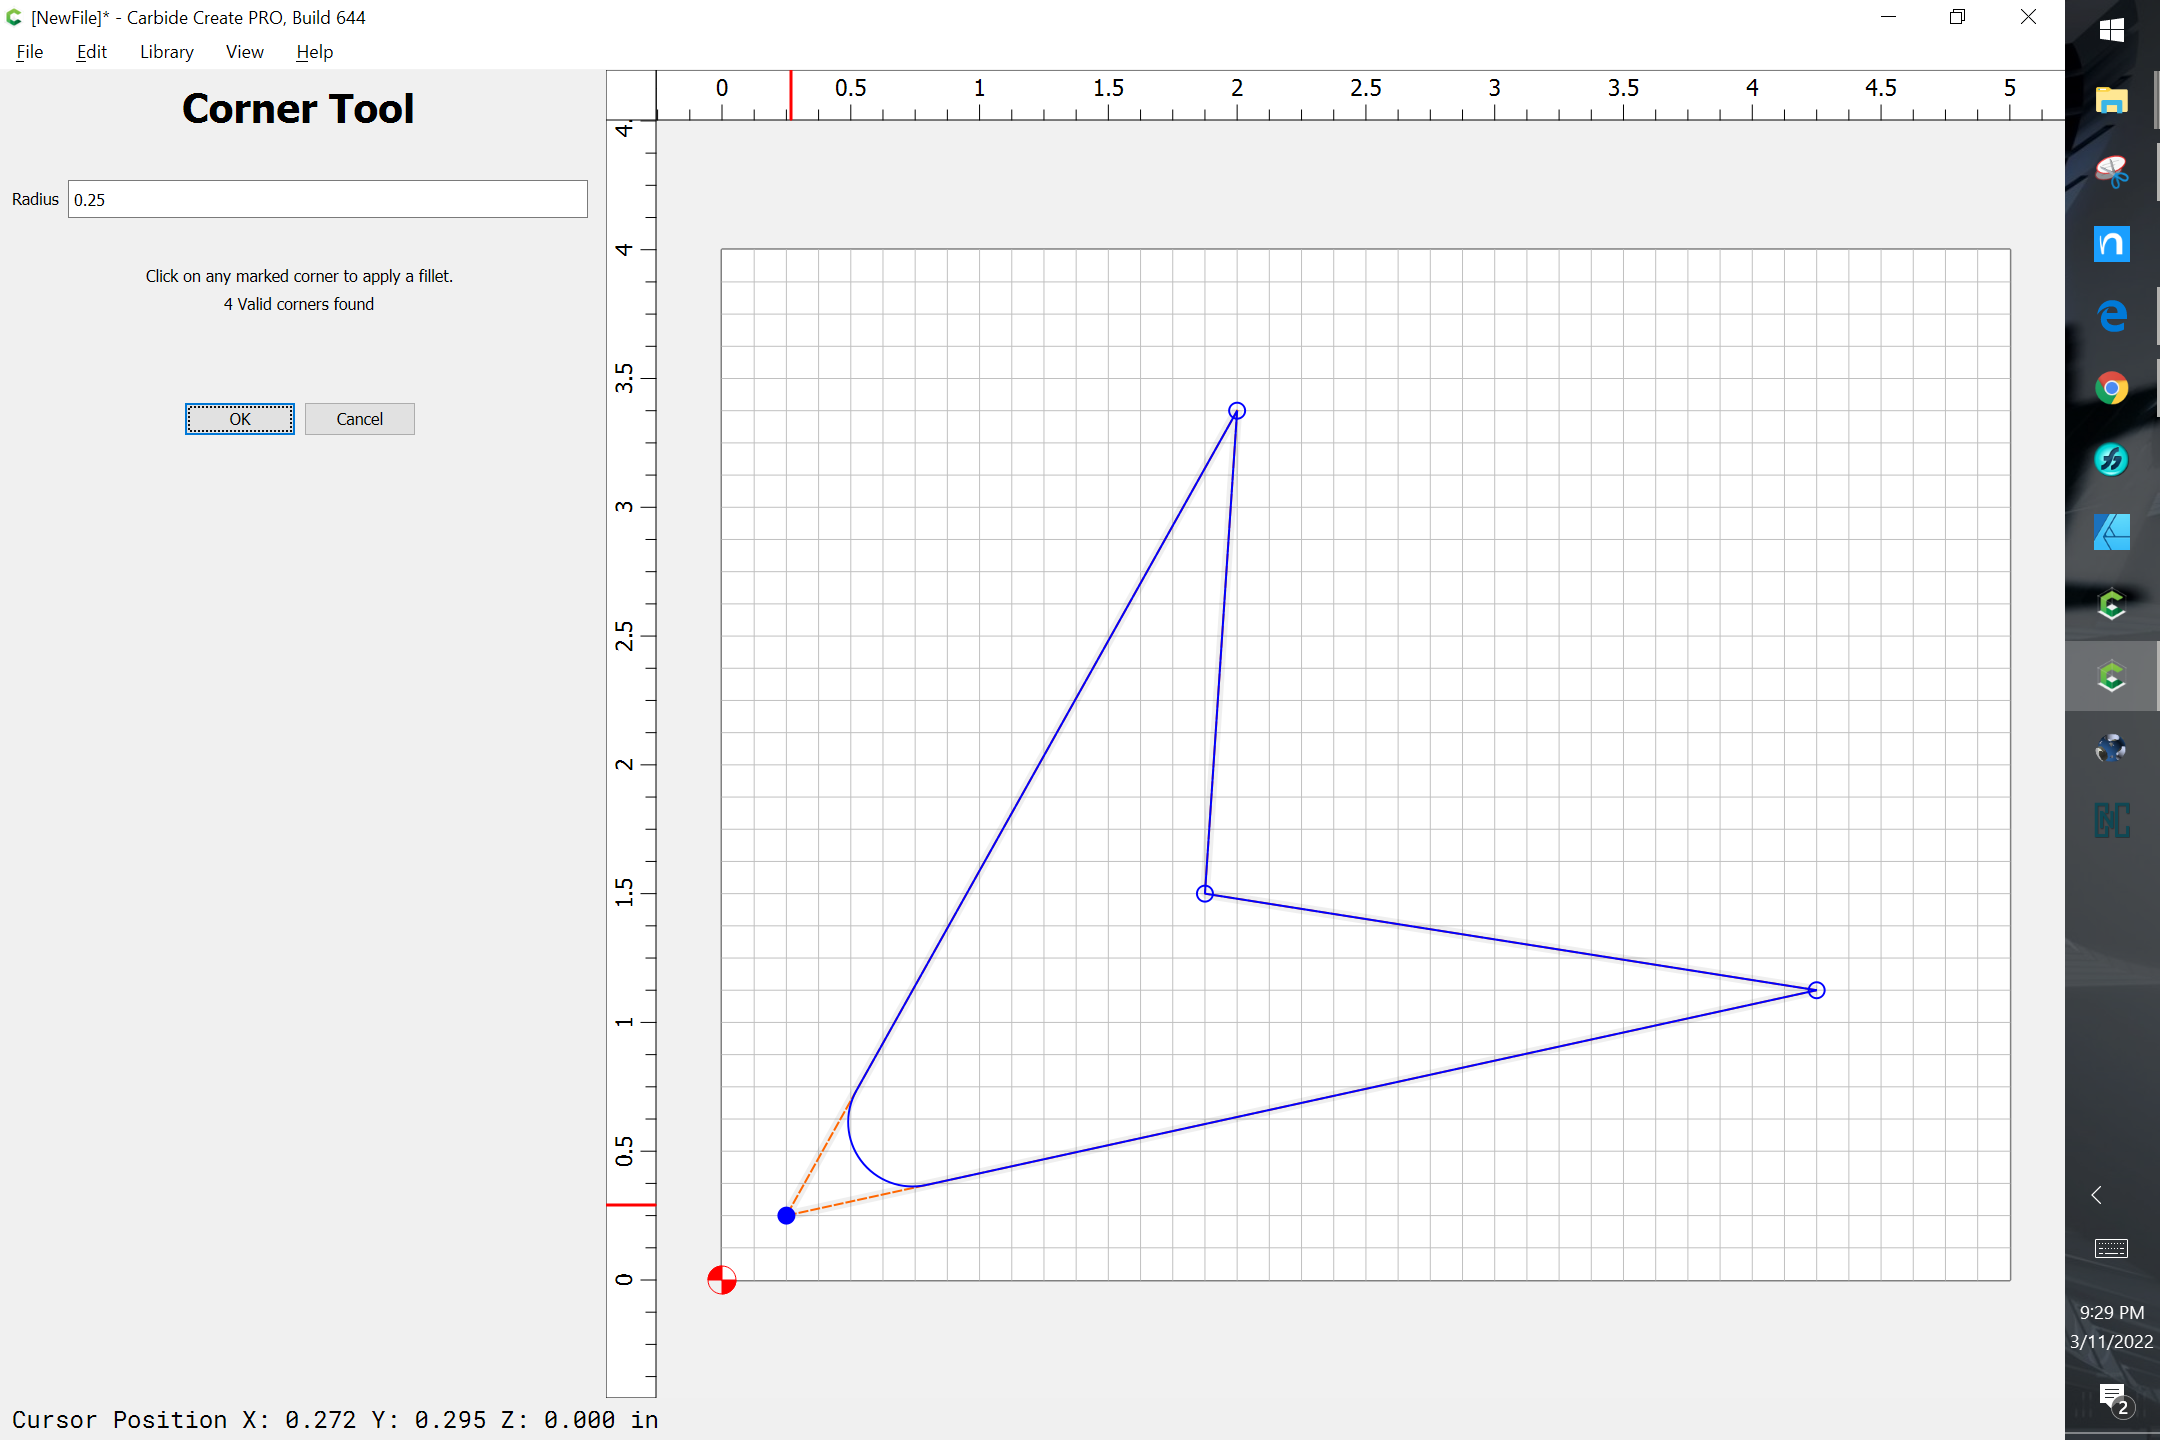 [NewFile]* - Carbide Create PRO, Build 644
File Edit Library View Help
Corner Tool
Radius 0.25
Click on any marked corner to apply a fillet.
4 Valid corners found
OK Cancel
0 0.5 1 1.5 2 2.5 3 3.5 4 4.5 5
4.
4
3.5
3
2.5
2
1.5
1
0.5
0
9:29 PM
3/11/2022
2
Cursor Position X: 0.272 Y: 0.295 Z: 0.000 in